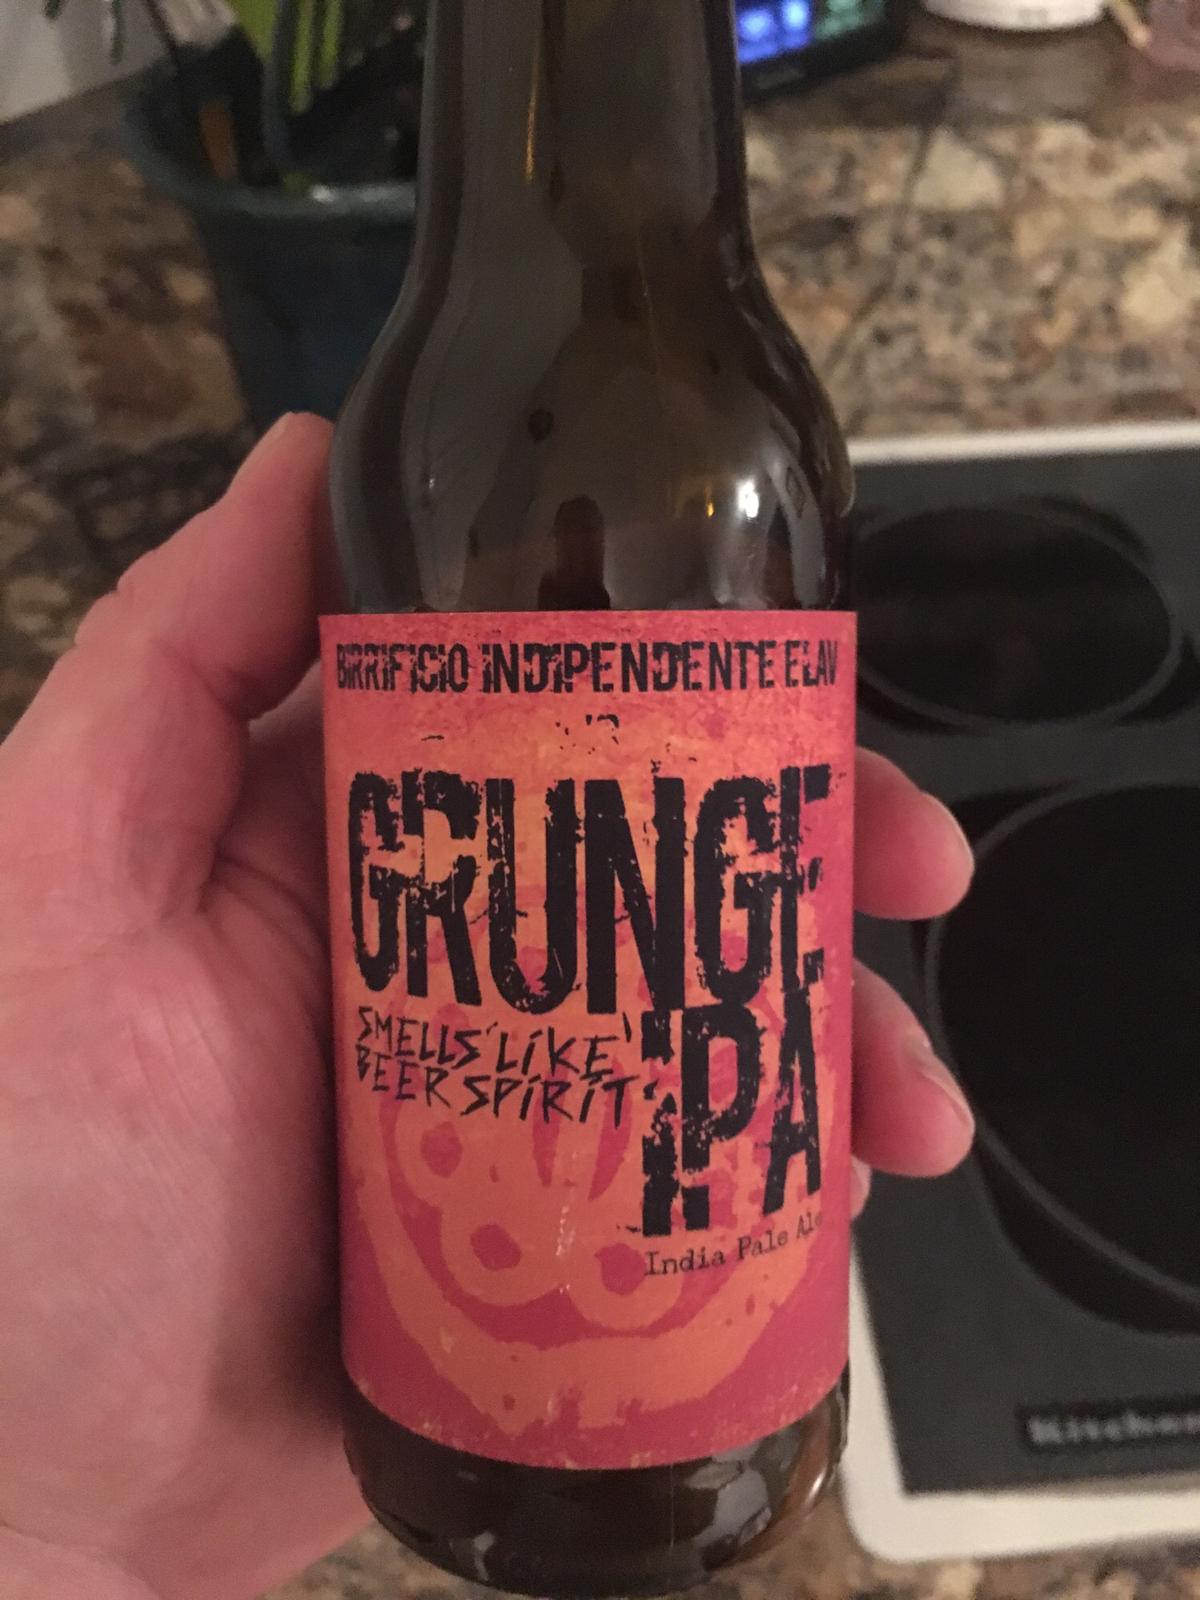 BIRRIFICIO INDIPENDENTE ELAV
GRUNGE
SMELLS LIKE
BEER SPIRIT
IPA
India Pale Ale